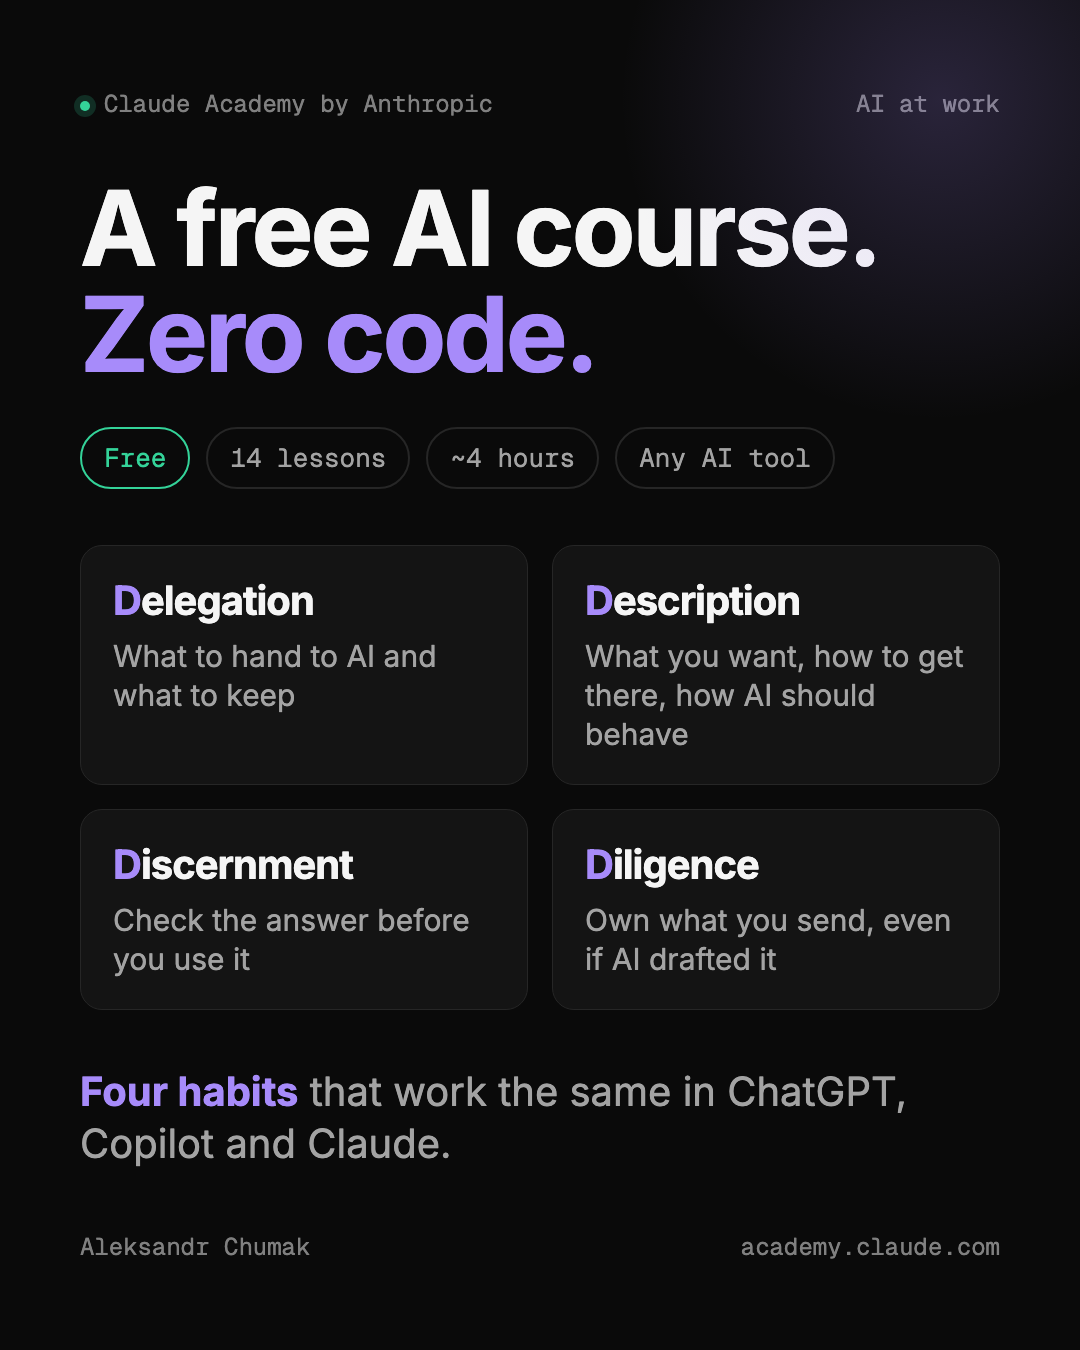 Claude Academy by Anthropic
AI at work
A free AI course.
Zero code.
Free
14 lessons
~4 hours
Any AI tool
Delegation
What to hand to AI and
what to keep
Description
What you want, how to get
there, how AI should
behave
Discernment
Check the answer before
you use it
Diligence
Own what you send, even
if AI drafted it
Four habits that work the same in ChatGPT,
Copilot and Claude.
Aleksandr Chumak
academy.claude.com